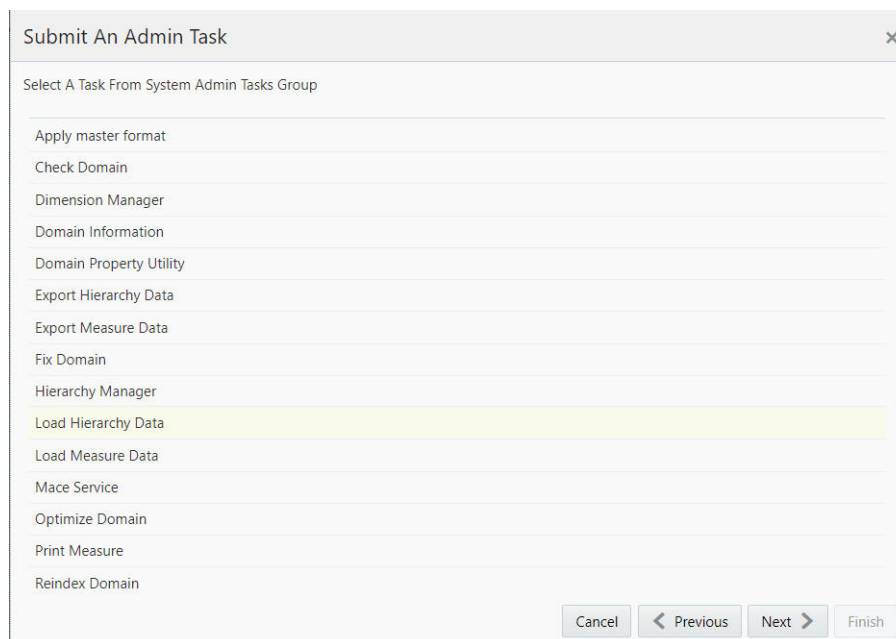 Submit An Admin Task
Select A Task From System Admin Tasks Group
Apply master format
Check Domain
Dimension Manager
Domain Information
Domain Property Utility
Export Hierarchy Data
Export Measure Data
Fix Domain
Hierarchy Manager
Load Hierarchy Data
Load Measure Data
Mace Service
Optimize Domain
Print Measure
Reindex Domain
Cancel Previous Next Finish